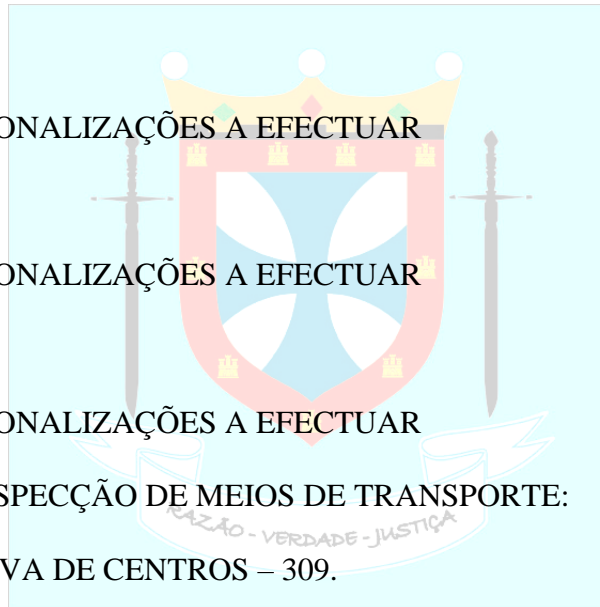 ONALIZAÇÕES A EFECTUAR
ONALIZAÇÕES A EFECTUAR
ONALIZAÇÕES A EFECTUAR
SPECÇÃO DE MEIOS DE TRANSPORTE:
RAZÃO - VERDADE - JUSTIÇA
VA DE CENTROS – 309.